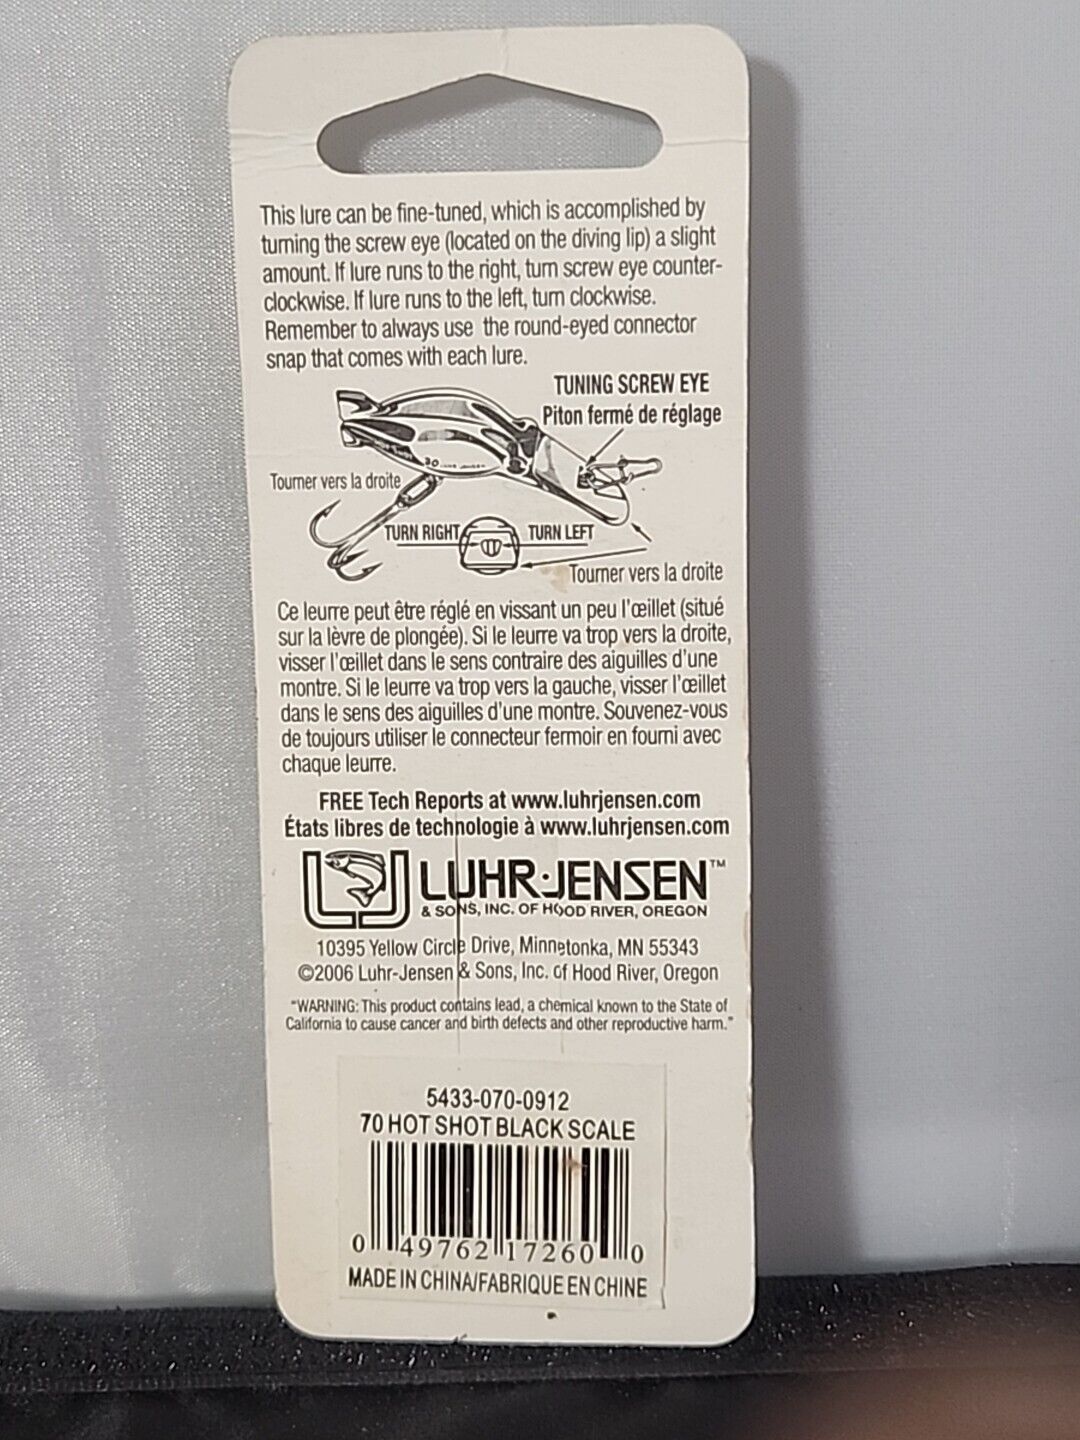 This lure can be fine-tuned, which is accomplished by
turning the screw eye (located on the diving lip) a slight
amount. If lure runs to the right, turn screw eye counter-
clockwise. If lure runs to the left, turn clockwise.
Remember to always use the round-eyed connector
snap that comes with each lure.
TUNING SCREW EYE
Piton fermé de réglage
30
Tourner vers la droite
TURN RIGHT
TURN LEFT
Tourner vers la droite
Ce leurre peut être réglé en vissant un peu l'œillet (situé
sur la lèvre de plongée). Si le leurre va trop vers la droite,
visser l'œillet dans le sens contraire des aiguilles d'une
montre. Si le leurre va trop vers la gauche, visser l'œillet
dans le sens des aiguilles d'une montre. Souvenez-vous
de toujours utiliser le connecteur fermoir en fourni avec
chaque leurre.
FREE Tech Reports at www.luhrjensen.com
États libres de technologie à www.luhrjensen.com
LJ LUHR·JENSEN™
& SONS, INC. OF HOOD RIVER, OREGON
10395 Yellow Circle Drive, Minnetonka, MN 55343
©2006 Luhr-Jensen & Sons, Inc. of Hood River, Oregon
"WARNING: This product contains lead, a chemical known to the State of
California to cause cancer and birth defects and other reproductive harm."
5433-070-0912
70 HOT SHOT BLACK SCALE
0 49762 17260 0
MADE IN CHINA/FABRIQUE EN CHINE